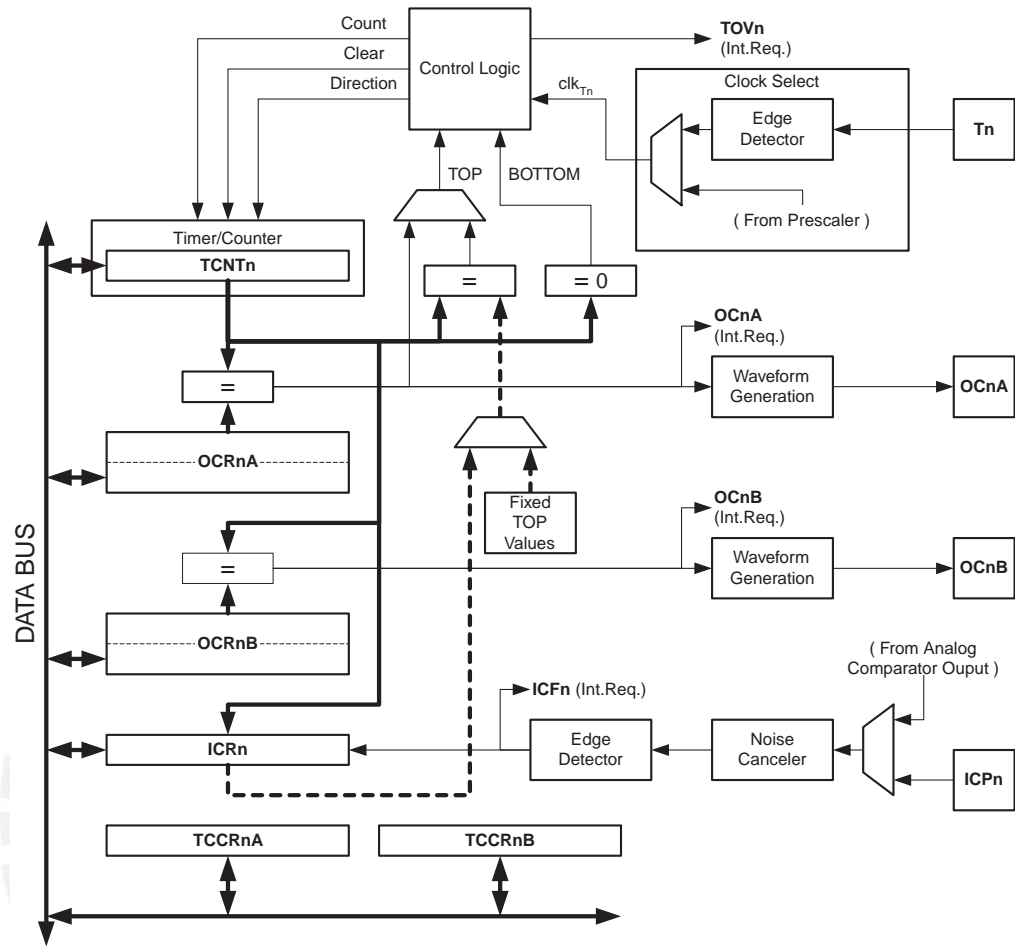 Count
Clear
Direction
Control Logic
TOVn
(Int.Req.)
clkTn
Clock Select
Edge
Detector
Tn
( From Prescaler )
TOP
BOTTOM
Timer/Counter
TCNTn
=
= 0
OCnA
(Int.Req.)
=
Waveform
Generation
OCnA
OCRnA
Fixed
TOP
Values
OCnB
(Int.Req.)
=
Waveform
Generation
OCnB
OCRnB
DATA BUS
( From Analog
Comparator Ouput )
ICFn (Int.Req.)
ICRn
Edge
Detector
Noise
Canceler
ICPn
TCCRnA
TCCRnB